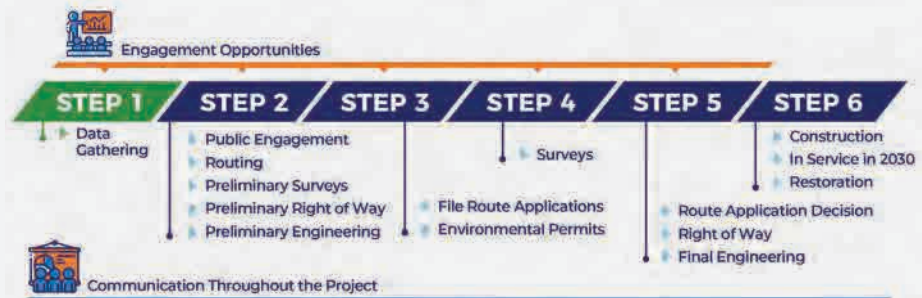 Engagement Opportunities
STEP 1
STEP 2
STEP 3
STEP 4
STEP 5
STEP 6
Data
Gathering
Public Engagement
Routing
Preliminary Surveys
Preliminary Right of Way
Preliminary Engineering
File Route Applications
Environmental Permits
Surveys
Route Application Decision
Right of Way
Final Engineering
Construction
In Service in 2030
Restoration
Communication Throughout the Project